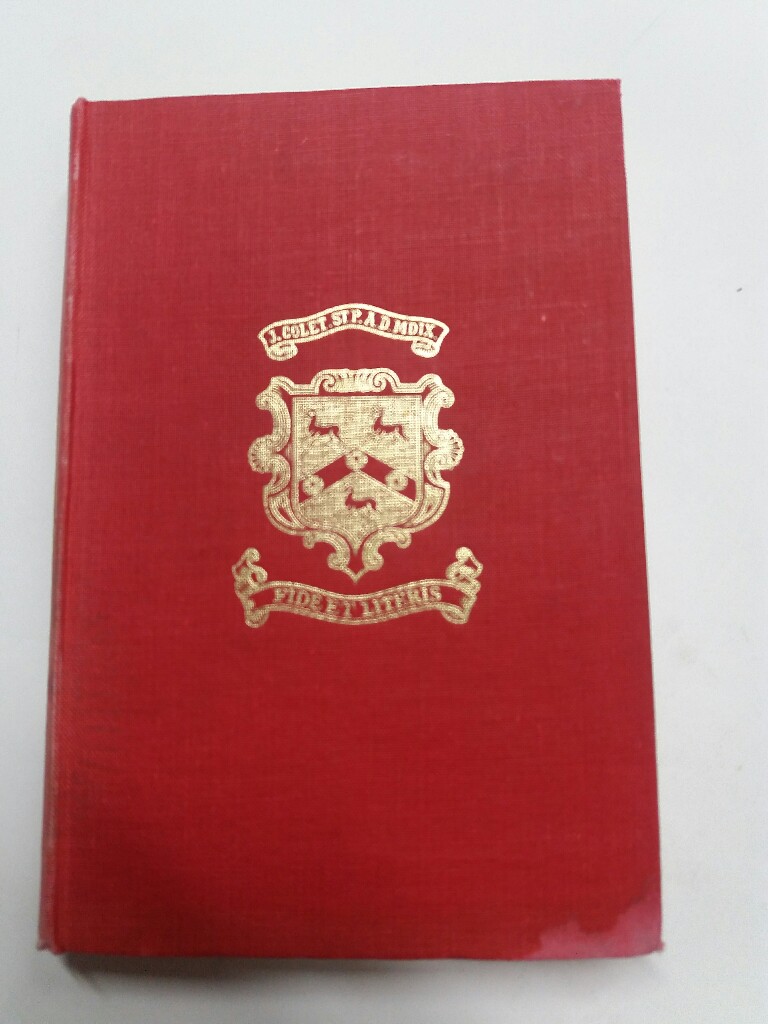 J. COLET. ST P. A D. MDIX.
FIDE ET LITERIS